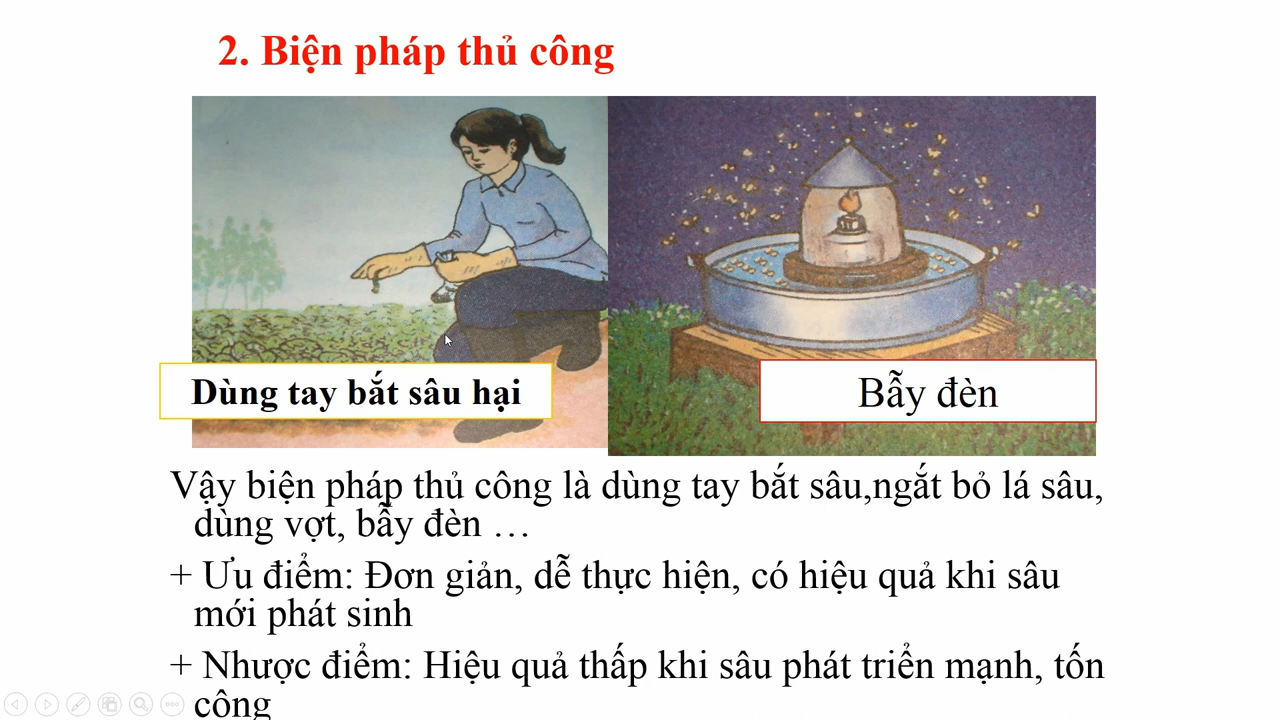 2. Biện pháp thủ công
Dùng tay bắt sâu hại
Bẫy đèn
Vậy biện pháp thủ công là dùng tay bắt sâu,ngắt bỏ lá sâu,
dùng vợt, bẫy đèn …
+ Ưu điểm: Đơn giản, dễ thực hiện, có hiệu quả khi sâu
mới phát sinh
+ Nhược điểm: Hiệu quả thấp khi sâu phát triển mạnh, tốn
công